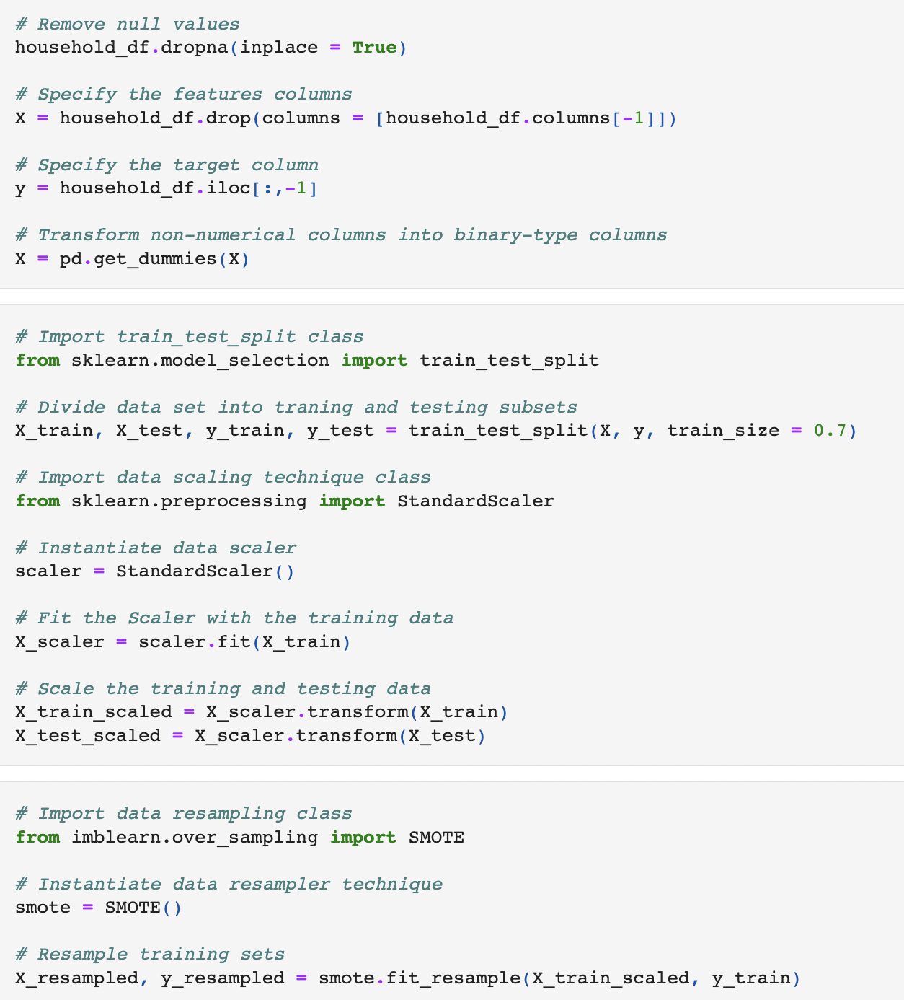 # Remove null values
household_df.dropna(inplace = True)
# Specify the features columns
X = household_df.drop(columns = [household_df.columns[-1]])
# Specify the target column
y = household_df.iloc[:,-1]
# Transform non-numerical columns into binary-type columns
X = pd.get_dummies(X)
# Import train_test_split class
from sklearn.model_selection import train_test_split
# Divide data set into traning and testing subsets
X_train, X_test, y_train, y_test = train_test_split(X, y, train_size = 0.7)
# Import data scaling technique class
from sklearn.preprocessing import StandardScaler
# Instantiate data scaler
scaler = StandardScaler()
# Fit the Scaler with the training data
X_scaler = scaler.fit(X_train)
# Scale the training and testing data
X_train_scaled = X_scaler.transform(X_train)
X_test_scaled = X_scaler.transform(X_test)
# Import data resampling class
from imblearn.over_sampling import SMOTE
# Instantiate data resampler technique
smote = SMOTE()
# Resample training sets
X_resampled, y_resampled = smote.fit_resample(X_train_scaled, y_train)